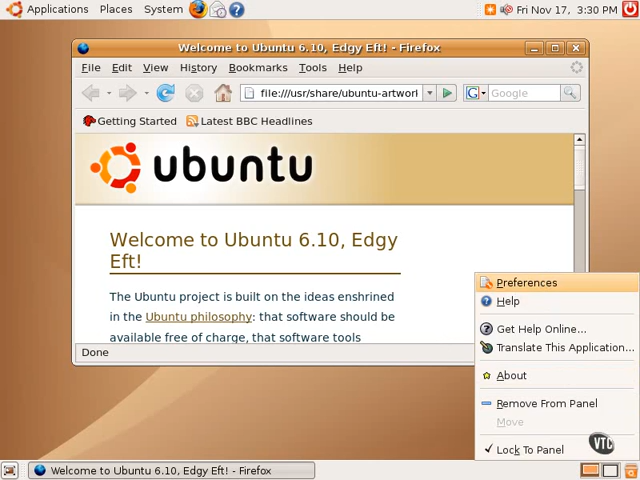 Applications Places System Fri Nov 17, 3:30 PM
Welcome to Ubuntu 6.10, Edgy Eft! - Firefox
File Edit View History Bookmarks Tools Help
file:///usr/share/ubuntu-artworl G Google
Getting Started Latest BBC Headlines
ubuntu
Welcome to Ubuntu 6.10, Edgy
Eft!
The Ubuntu project is built on the ideas enshrined
in the Ubuntu philosophy: that software should be
available free of charge, that software tools
Done
Preferences
Help
Get Help Online...
Translate This Application...
About
Remove From Panel
Move
Lock To Panel
VTC
Welcome to Ubuntu 6.10, Edgy Eft! - Firefox